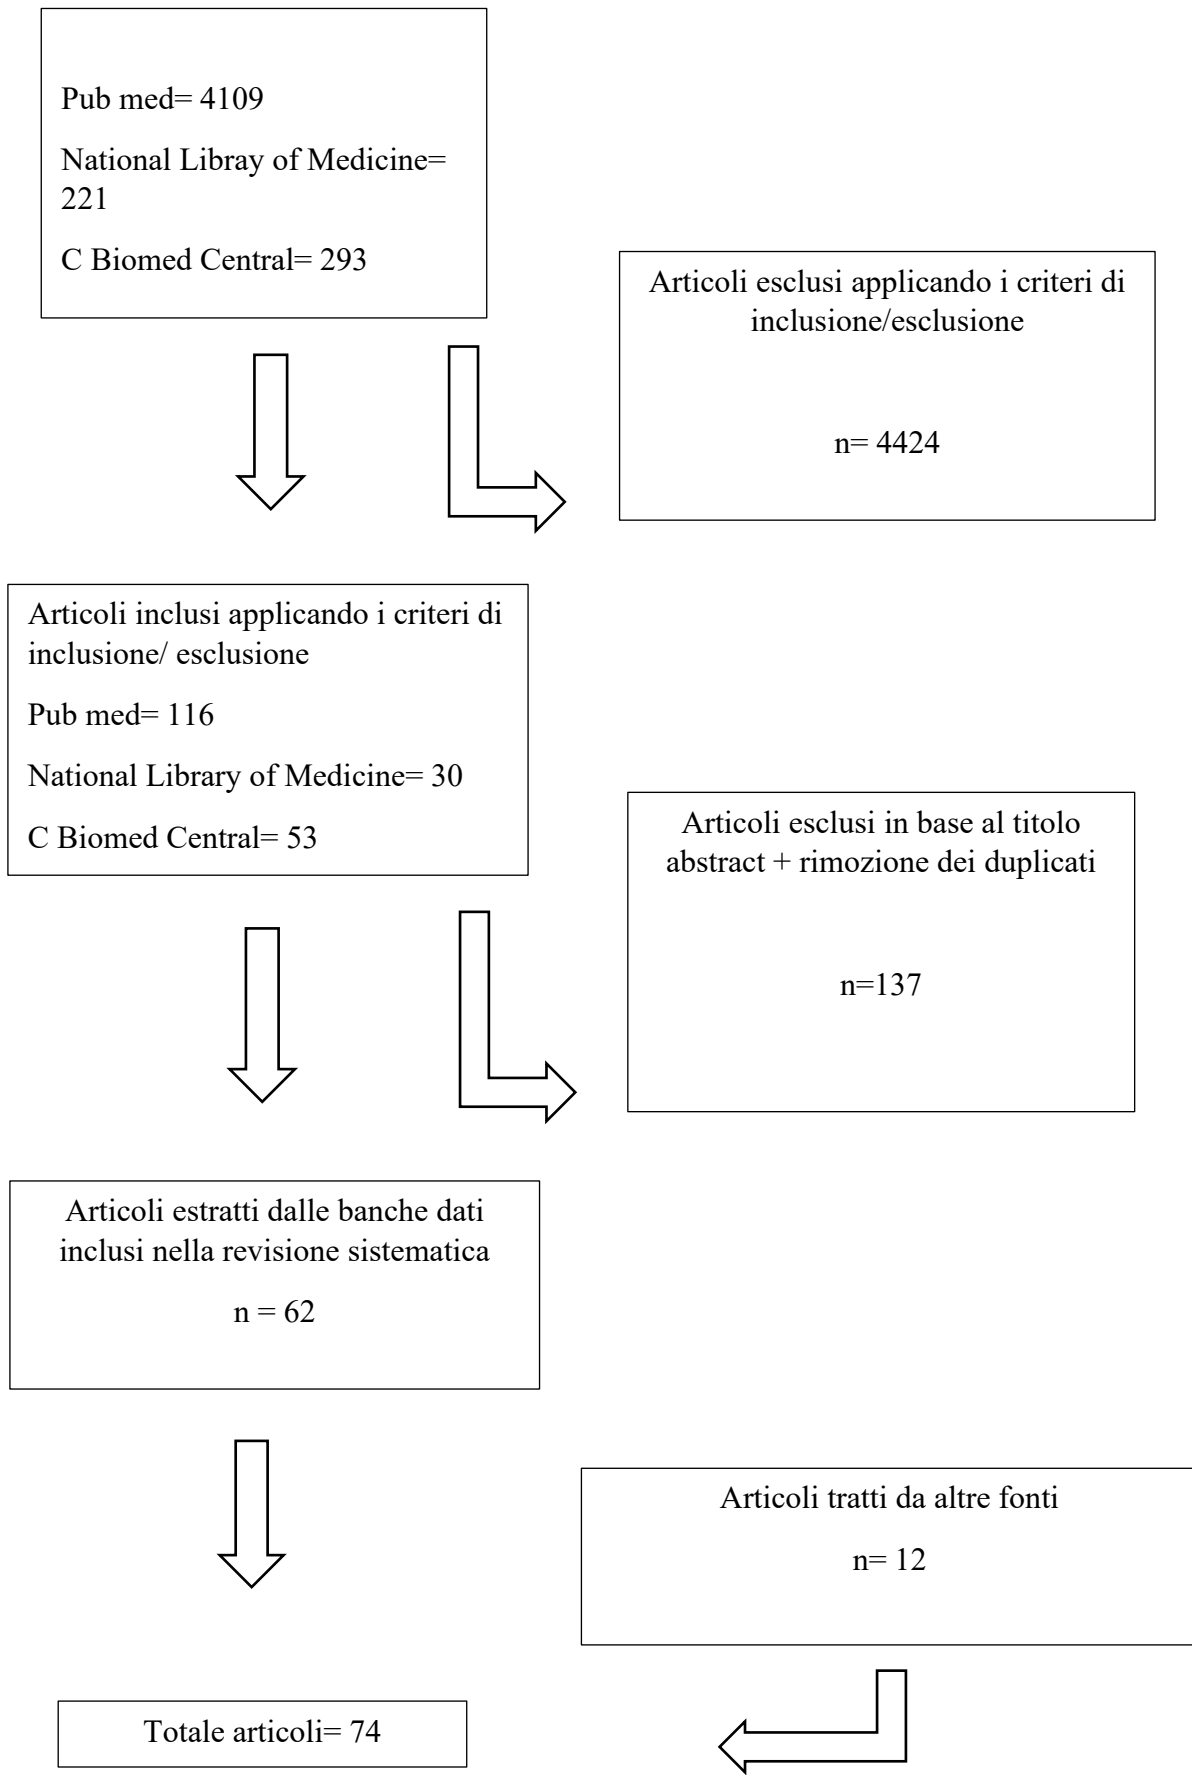 Pub med= 4109
National Libray of Medicine=
221
C Biomed Central= 293
Articoli esclusi applicando i criteri di
inclusione/esclusione
n= 4424
Articoli inclusi applicando i criteri di
inclusione/ esclusione
Pub med= 116
National Library of Medicine= 30
C Biomed Central= 53
Articoli esclusi in base al titolo
abstract + rimozione dei duplicati
n=137
Articoli estratti dalle banche dati
inclusi nella revisione sistematica
n = 62
Articoli tratti da altre fonti
n= 12
Totale articoli= 74